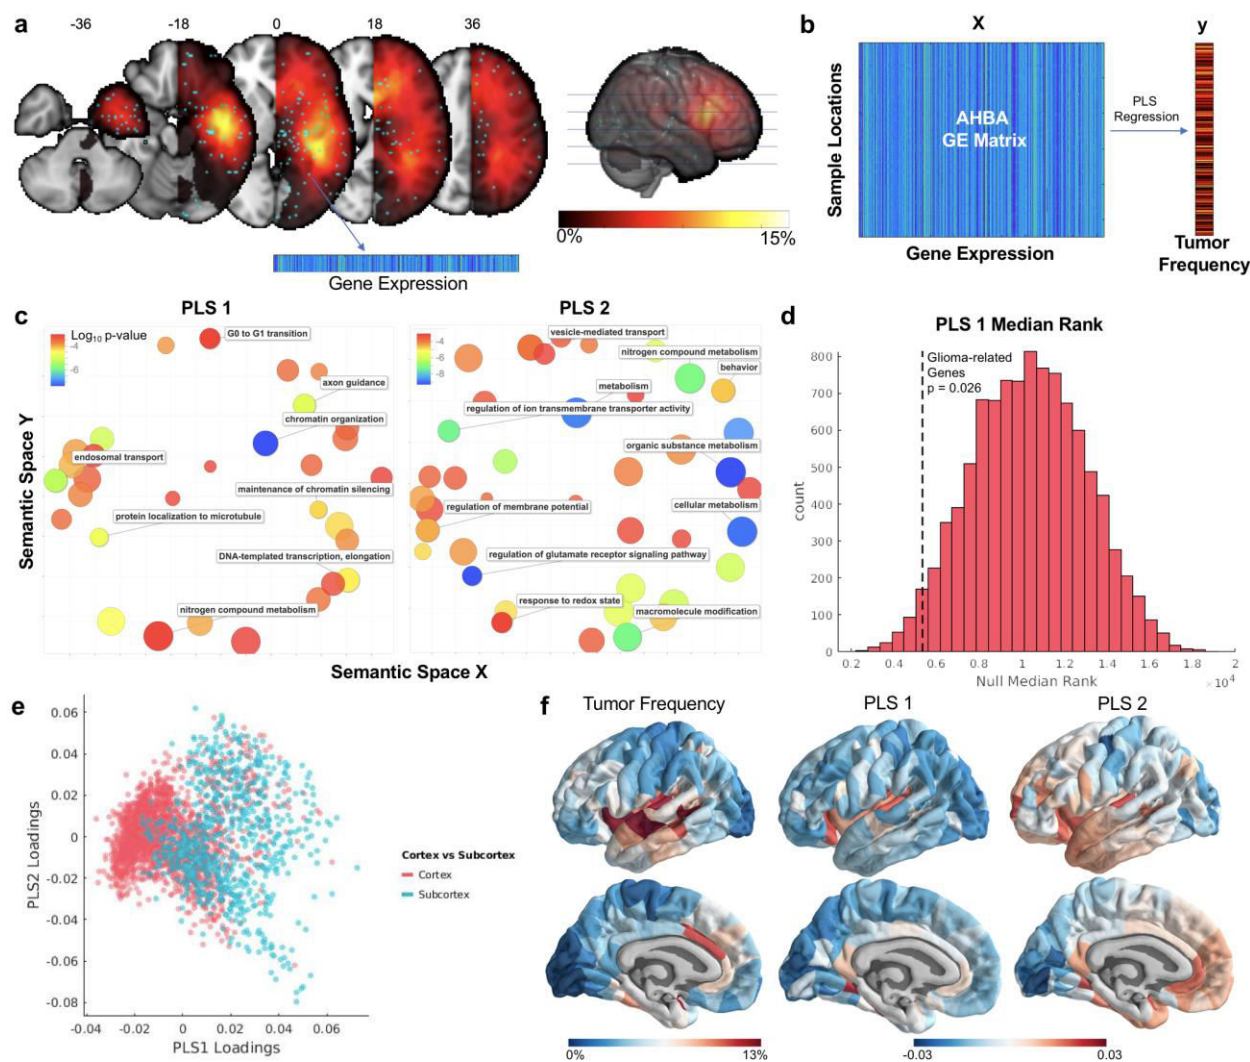 a
-36
-18
0
18
36
0%
15%
Gene Expression
b
X
y
Sample Locations
AHBA
GE Matrix
PLS
Regression
Gene Expression
Tumor
Frequency
c
PLS 1
PLS 2
Semantic Space Y
Log10 p-value
-4
-6
G0 to G1 transition
axon guidance
chromatin organization
endosomal transport
maintenance of chromatin silencing
protein localization to microtubule
DNA-templated transcription, elongation
nitrogen compound metabolism
-4
-6
-8
vesicle-mediated transport
nitrogen compound metabolism
behavior
metabolism
regulation of ion transmembrane transporter activity
organic substance metabolism
regulation of membrane potential
cellular metabolism
regulation of glutamate receptor signaling pathway
response to redox state
macromolecule modification
Semantic Space X
d
PLS 1 Median Rank
Glioma-related
Genes
p = 0.026
count
800
700
600
500
400
300
200
100
0
0.2
0.4
0.6
0.8
1
1.2
1.4
1.6
1.8
2
×10^4
Null Median Rank
e
PLS2 Loadings
0.06
0.04
0.02
0
-0.02
-0.04
-0.06
-0.08
-0.04
-0.02
0
0.02
0.04
0.06
PLS1 Loadings
Cortex vs Subcortex
Cortex
Subcortex
f
Tumor Frequency
PLS 1
PLS 2
0%
13%
-0.03
0.03